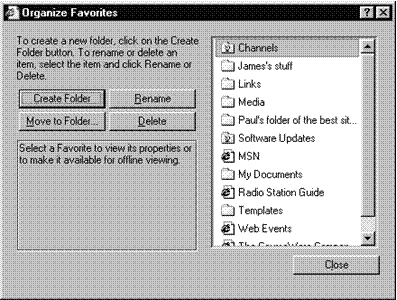 Organize Favorites
To create a new folder, click on the Create
Folder button. To rename or delete an
item, select the item and click Rename or
Delete.
Create Folder
Rename
Move to Folder...
Delete
Select a Favorite to view its properties or
to make it available for offline viewing.
Channels
James's stuff
Links
Media
Paul's folder of the best sit...
Software Updates
MSN
My Documents
Radio Station Guide
Templates
Web Events
Close